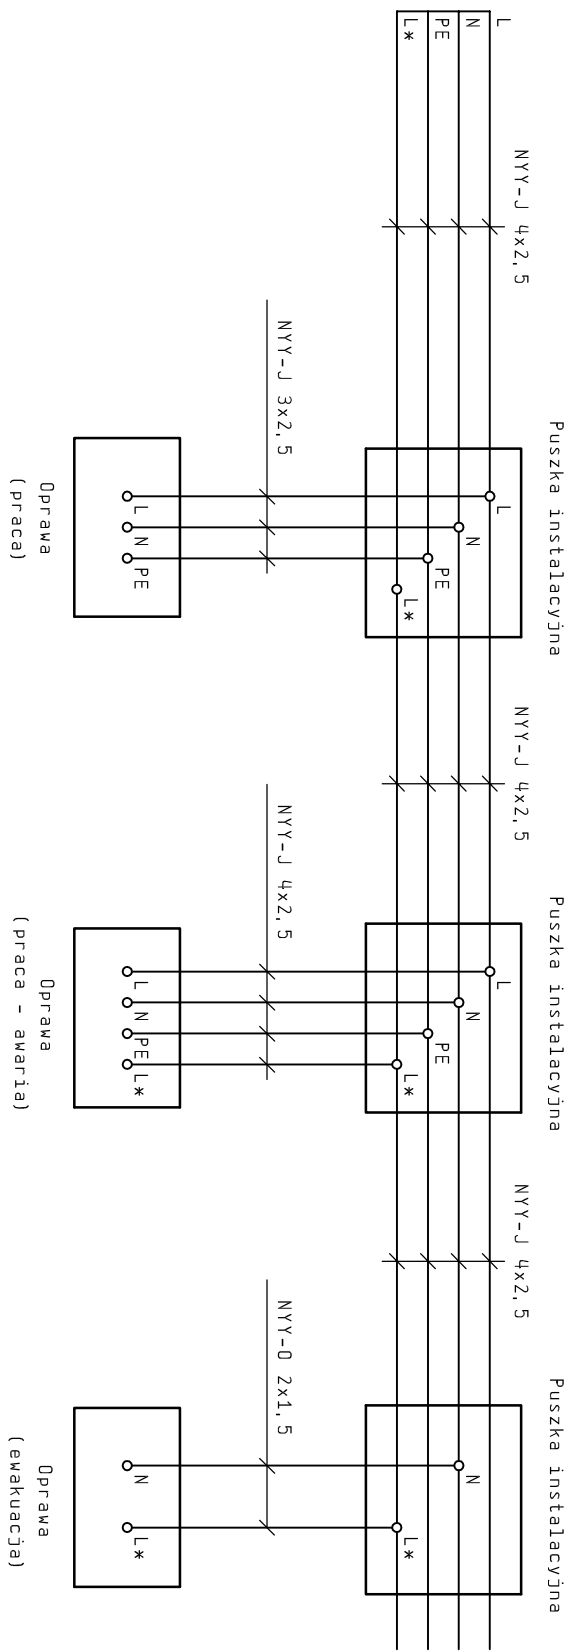 L
N
PE
L*
NYY-J 4x2,5
Puszka instalacyjna
L
N
PE
L*
NYY-J 3x2,5
L
N
PE
Oprawa
(praca)
NYY-J 4x2,5
Puszka instalacyjna
L
N
PE
L*
NYY-J 4x2,5
L
N
PE
L*
Oprawa
(praca - awaria)
NYY-J 4x2,5
Puszka instalacyjna
N
L*
NYY-O 2x1,5
N
L*
Oprawa
(ewakuacja)